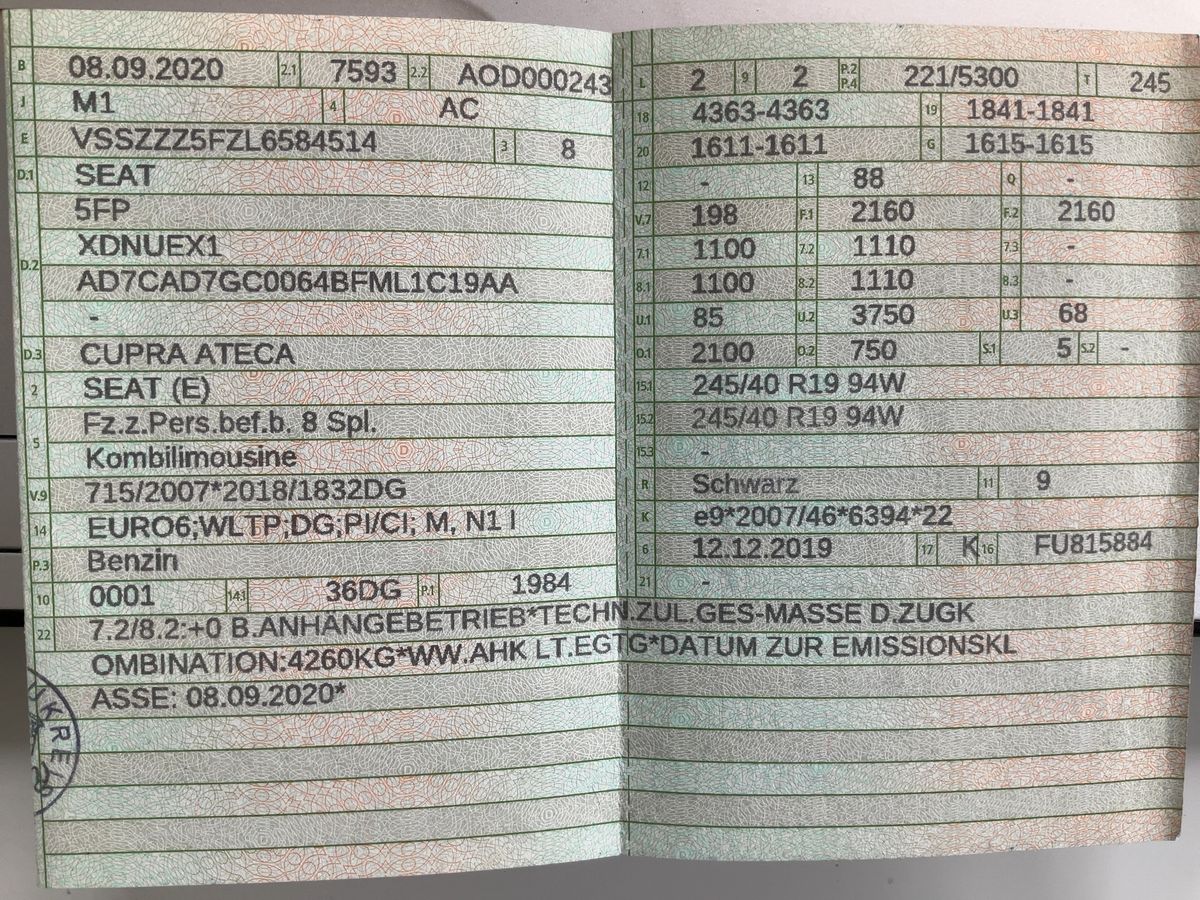 B 08.09.2020 2.1 7593 2.2 AOD000243
J M1 4 AC
E VSSZZZ5FZL6584514 3 8
D.1 SEAT
D.2 5FP
XDNUEX1
AD7CAD7GC0064BFML1C19AA
-
D.3 CUPRA ATECA
2 SEAT (E)
5 Fz.z.Pers.bef.b. 8 Spl.
Kombilimousine
V.9 715/2007*2018/1832DG
14 EURO6;WLTP;DG;PI/CI; M, N1 I
P.3 Benzin
10 0001 14.1 36DG P.1 1984
L 2 9 2 P.2 P.4 221/5300 T 245
18 4363-4363 19 1841-1841
20 1611-1611 G 1615-1615
12 - 13 88 Q -
V.7 198 F.1 2160 F.2 2160
7.1 1100 7.2 1110 7.3 -
8.1 1100 8.2 1110 8.3 -
U.1 85 U.2 3750 U.3 68
O.1 2100 O.2 750 S.1 5 S.2 -
15.1 245/40 R19 94W
15.2 245/40 R19 94W
15.3 -
R Schwarz 11 9
K e9*2007/46*6394*22
6 12.12.2019 17 K 16 FU815884
21 -
22 7.2/8.2:+0 B.ANHÄNGEBETRIEB*TECHN.ZUL.GES-MASSE D.ZUGK
OMBINATION:4260KG*WW.AHK LT.EGTG*DATUM ZUR EMISSIONSKL
ASSE: 08.09.2020*